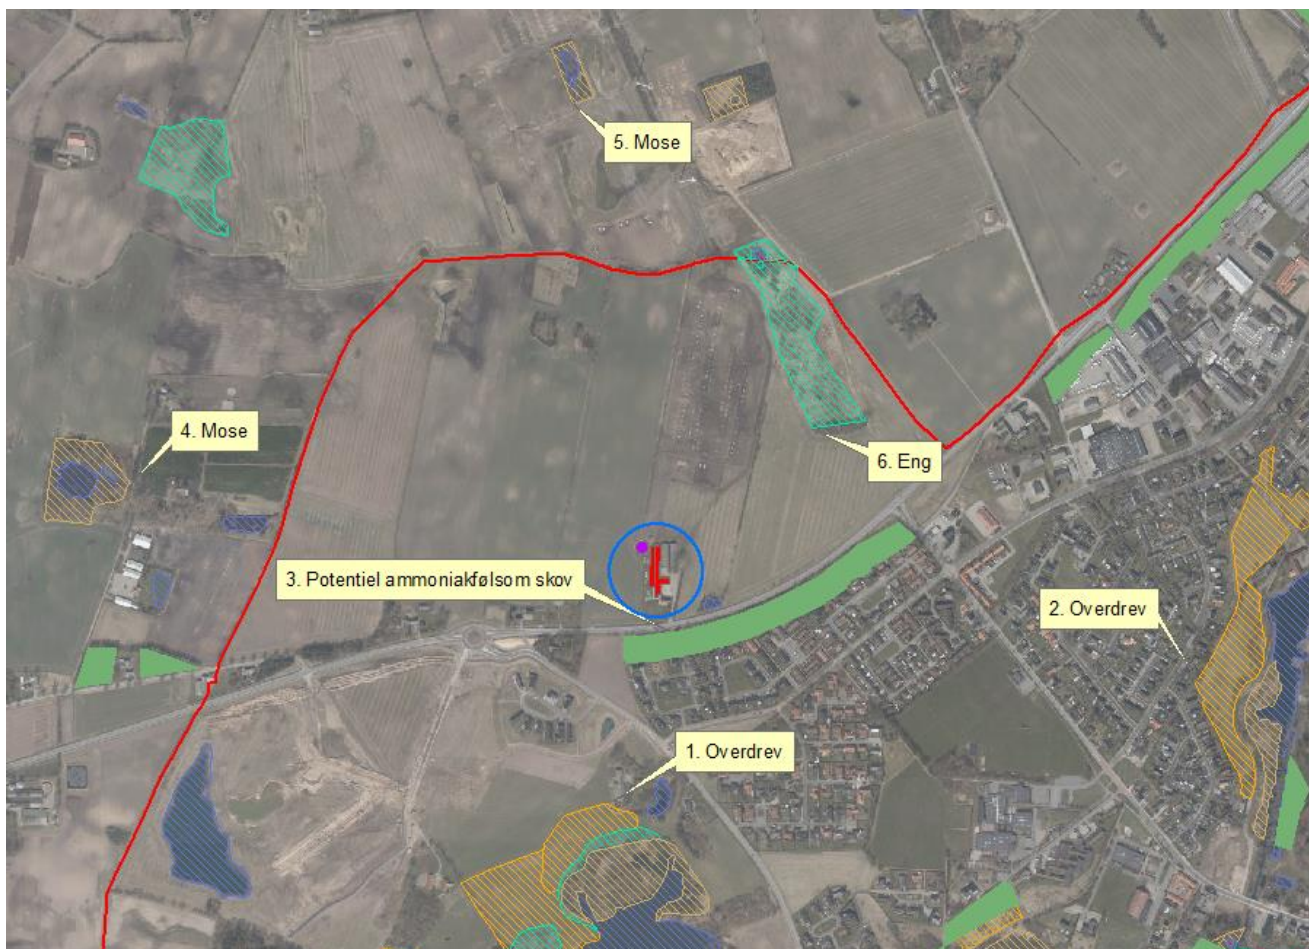 5. Mose
4. Mose
6. Eng
3. Potentiel ammoniakfølsom skov
2. Overdrev
1. Overdrev